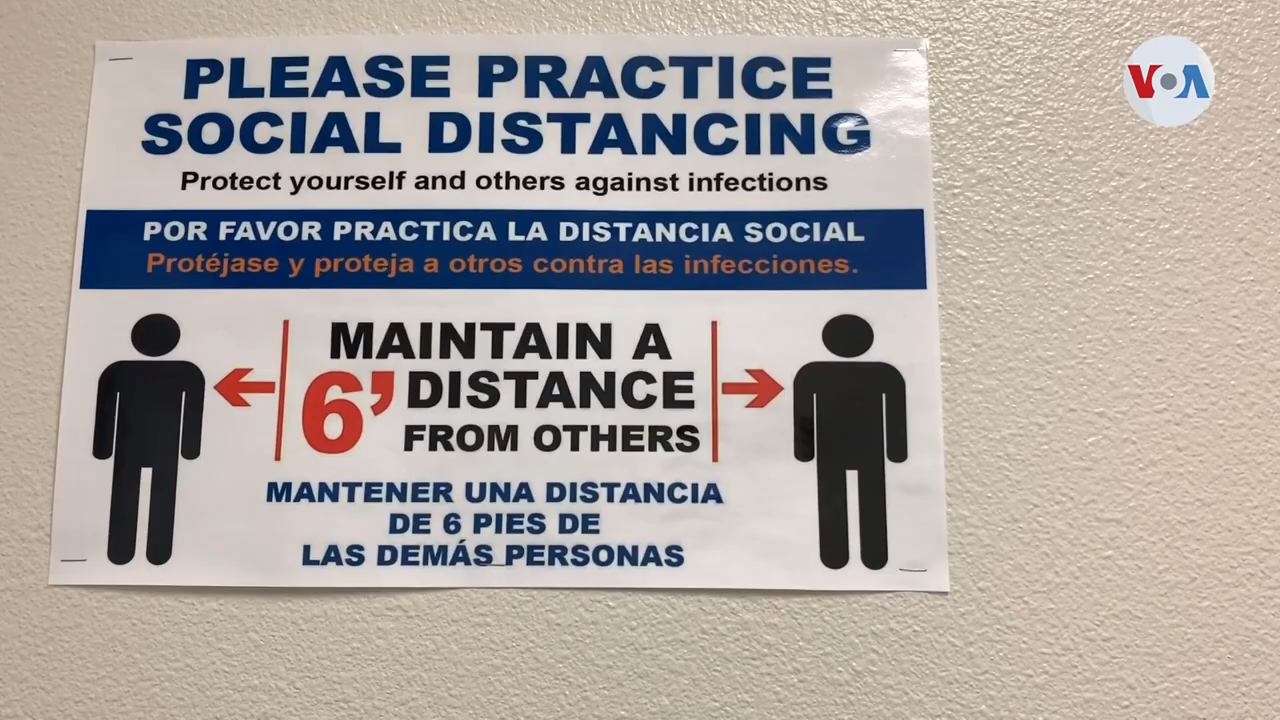 PLEASE PRACTICE
SOCIAL DISTANCING
Protect yourself and others against infections
POR FAVOR PRACTICA LA DISTANCIA SOCIAL
Protéjase y proteja a otros contra las infecciones.
MAINTAIN A
6’ DISTANCE
FROM OTHERS
MANTENER UNA DISTANCIA
DE 6 PIES DE
LAS DEMÁS PERSONAS
VOA